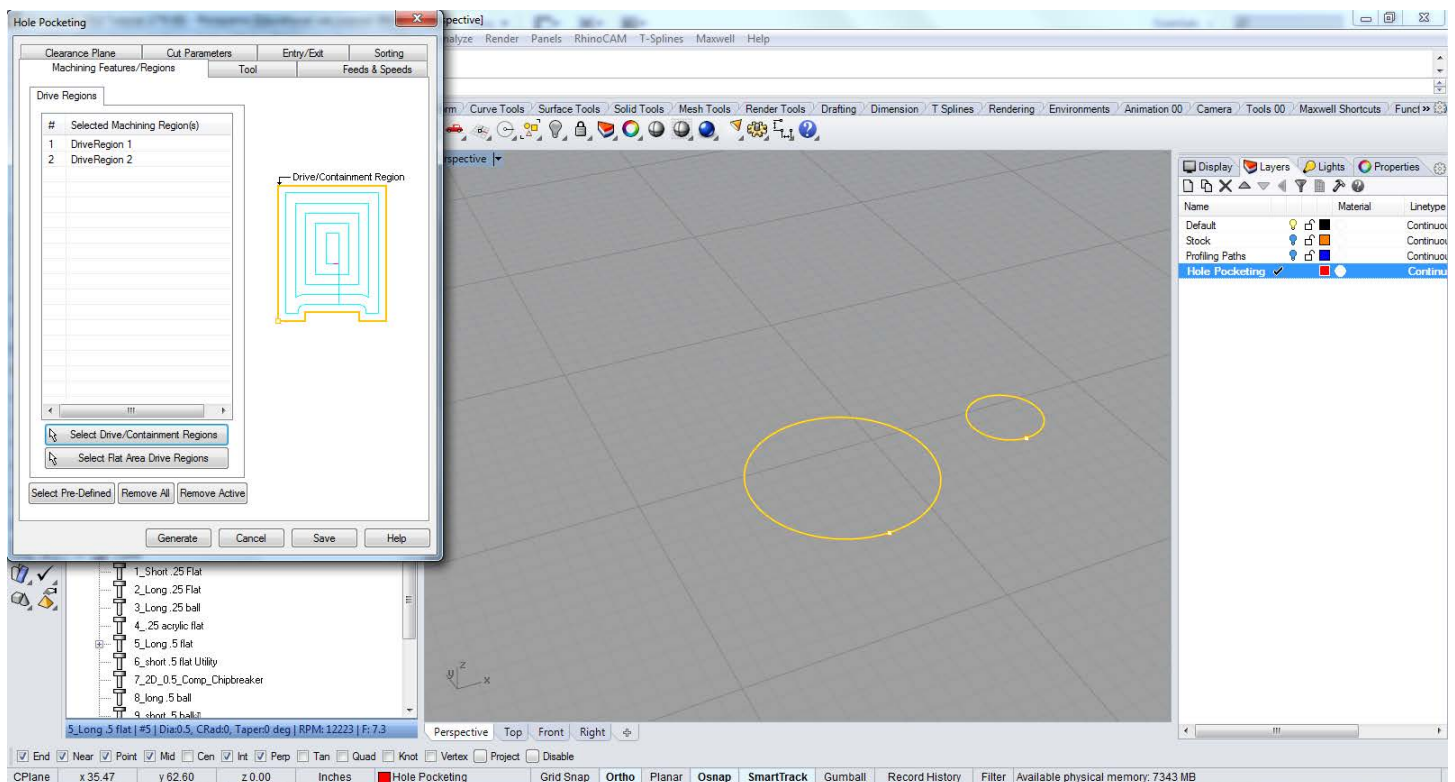 Hole Pocketing
Clearance Plane Cut Parameters Entry/Exit Sorting
Machining Features/Regions Tool Feeds & Speeds
Drive Regions
# Selected Machining Region(s)
1 DriveRegion 1
2 DriveRegion 2
Drive/Containment Region
Select Drive/Containment Regions
Select Flat Area Drive Regions
Select Pre-Defined Remove All Remove Active
Generate Cancel Save Help
1_Short .25 Flat
2_Long .25 Flat
3_Long .25 ball
4_.25 acrylic flat
5_Long .5 flat
6_short .5 flat Utility
7_2D_0.5_Comp_Chipbreaker
8_long .5 ball
5_Long .5 flat | #5 | Dia:0.5, CRad:0, Taper:0 deg | RPM: 12223 | F: 7.3
spective]
nalyze Render Panels RhinoCAM T-Splines Maxwell Help
rm Curve Tools Surface Tools Solid Tools Mesh Tools Render Tools Drafting Dimension T Splines Rendering Environments Animation 00 Camera Tools 00 Maxwell Shortcuts Funct »
rspective
z
y x
Perspective Top Front Right
Display Layers Lights Properties
Name Material Linetype
Default Continuou
Stock Continuou
Profiling Paths Continuou
Hole Pocketing Continu
End Near Point Mid Cen Int Perp Tan Quad Knot Vertex Project Disable
CPlane x 35.47 y 62.60 z 0.00 Inches Hole Pocketing Grid Snap Ortho Planar Osnap SmartTrack Gumball Record History Filter Available physical memory: 7343 MB